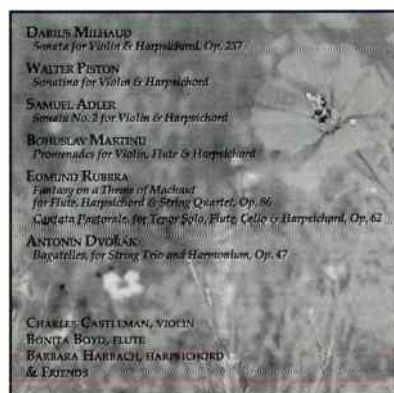 DARIUS MILHAUD
Sonata for Violin & Harpsichord, Op. 257
WALTER PISTON
Sonatina for Violin & Harpsichord
SAMUEL ADLER
Sonata No. 2 for Violin & Harpsichord
BOHUSLAV MARTINU
Promenades for Violin, Flute & Harpsichord
EDMUND RUBBRA
Fantasy on a Theme of Machaut
for Flute, Harpsichord & String Quartet, Op. 86
Cantata Pastorale, for Tenor Solo, Flute, Cello & Harpsichord, Op. 62
ANTONIN DVOŘÁK
Bagatelles, for String Trio and Harmonium, Op. 47
CHARLES CASTLEMAN, VIOLIN
BONITA BOYD, FLUTE
BARBARA HARBACH, HARPSICHORD
& FRIENDS